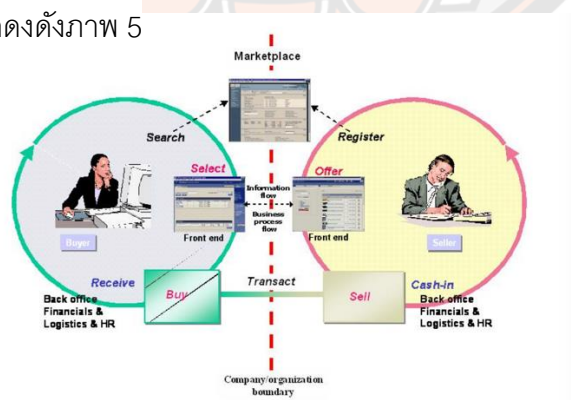 ดงดังภาพ 5
Marketplace
Search
Register
Select
Offer
Information
flow
Business
process
flow
Front end
Front end
Buyer
Seller
Receive
Transact
Cash-in
Buy
Sell
Back office
Financials &
Logistics & HR
Back office
Financials &
Logistics & HR
Company/organization
boundary